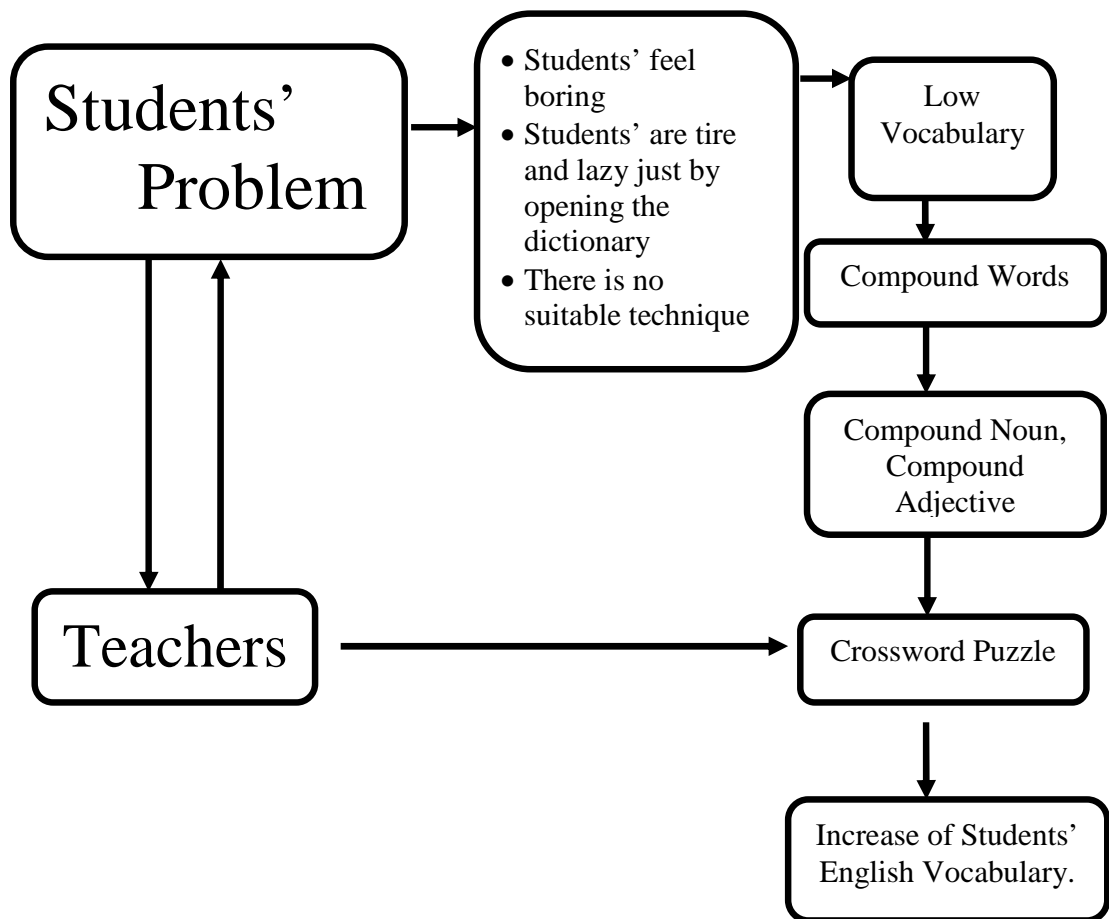 Students’
Problem
• Students’ feel
boring
• Students’ are tire
and lazy just by
opening the
dictionary
• There is no
suitable technique
Low
Vocabulary
Compound Words
Compound Noun,
Compound
Adjective
Teachers
Crossword Puzzle
Increase of Students’
English Vocabulary.